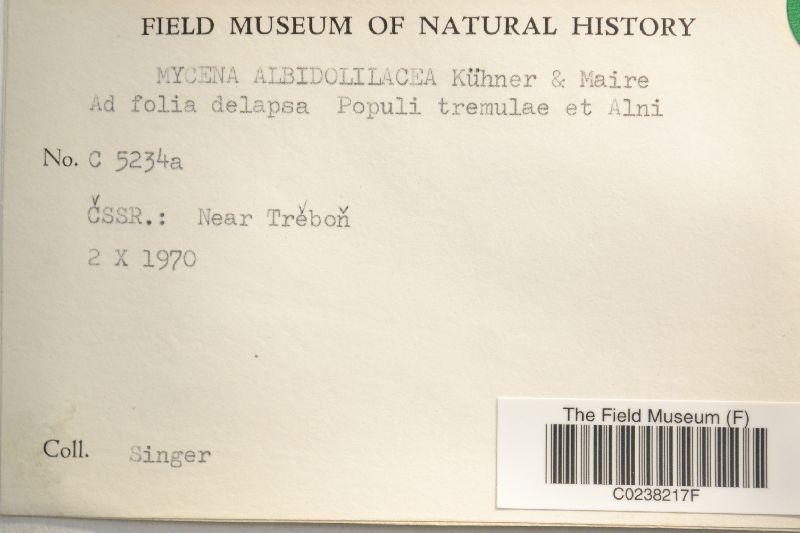 FIELD MUSEUM OF NATURAL HISTORY
MYCENA ALBIDOLILACEA Kühner & Maire
Ad folia delapsa Populi tremulae et Alni
No. C 5234a
ČSSR.: Near Trěboň
2 X 1970
Coll. Singer
The Field Museum (F)
C0238217F